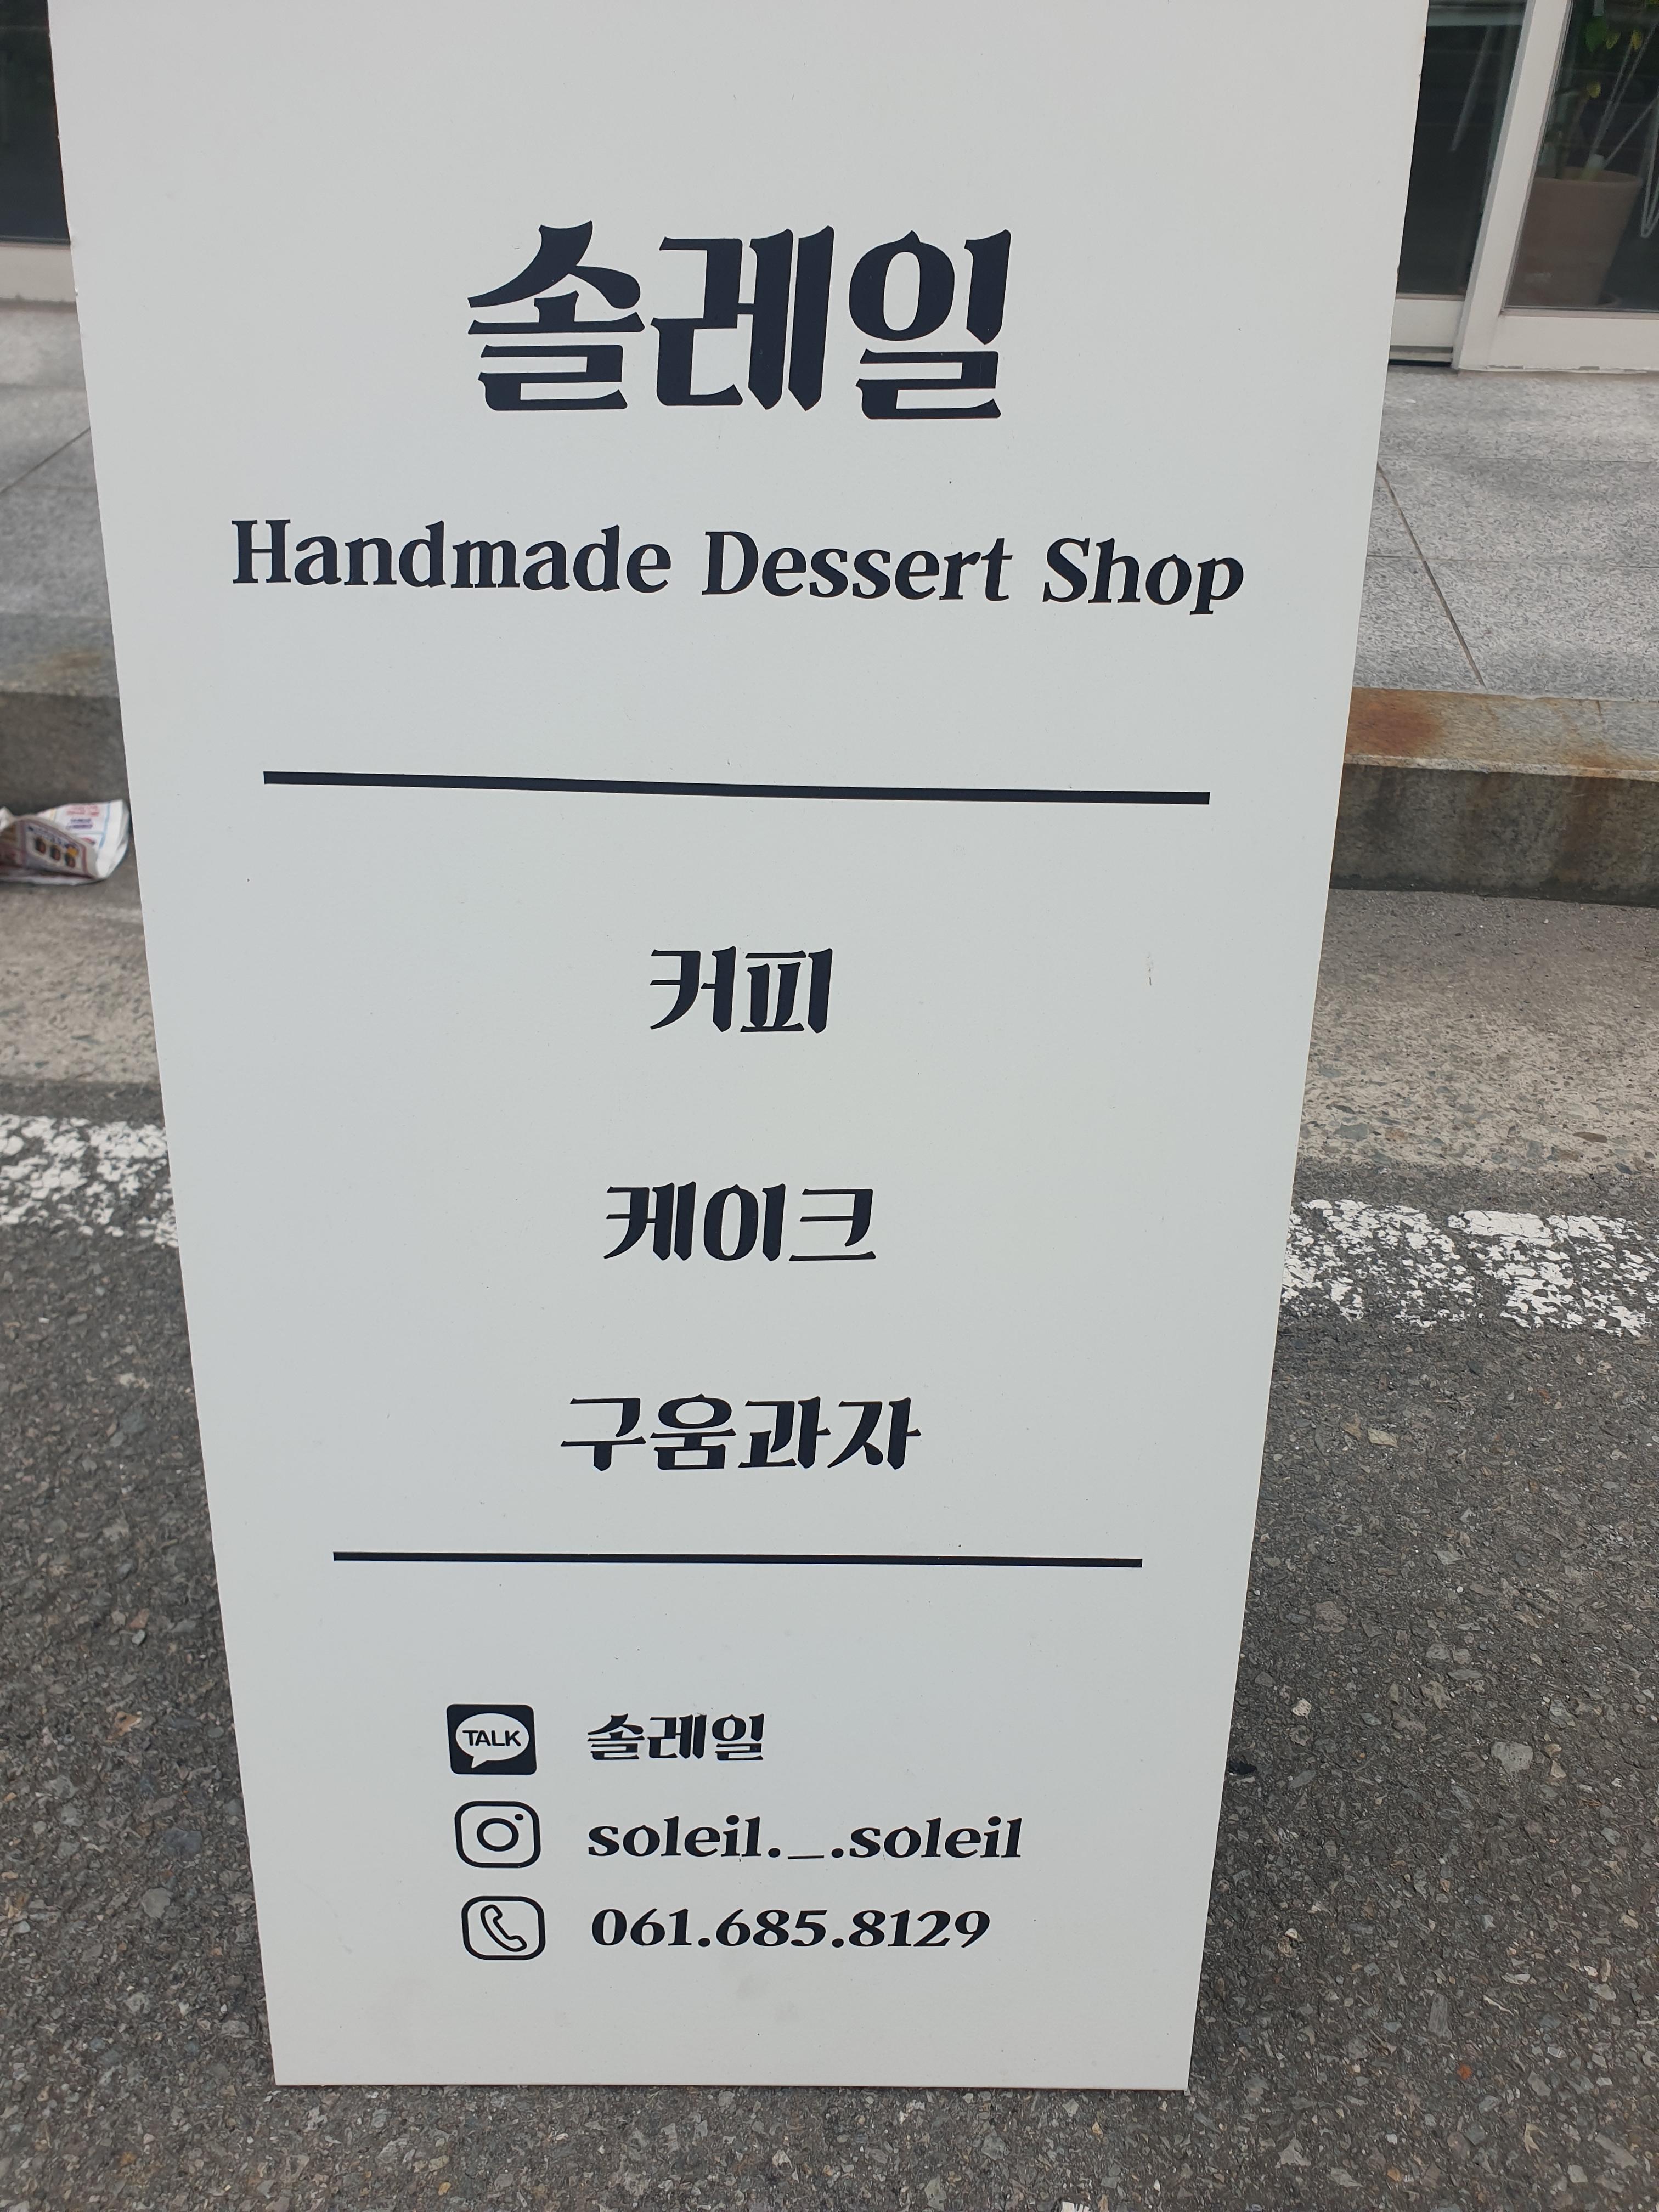 솔레일
Handmade Dessert Shop
커피
케이크
구움과자
TALK 솔레일
soleil._.soleil
061.685.8129